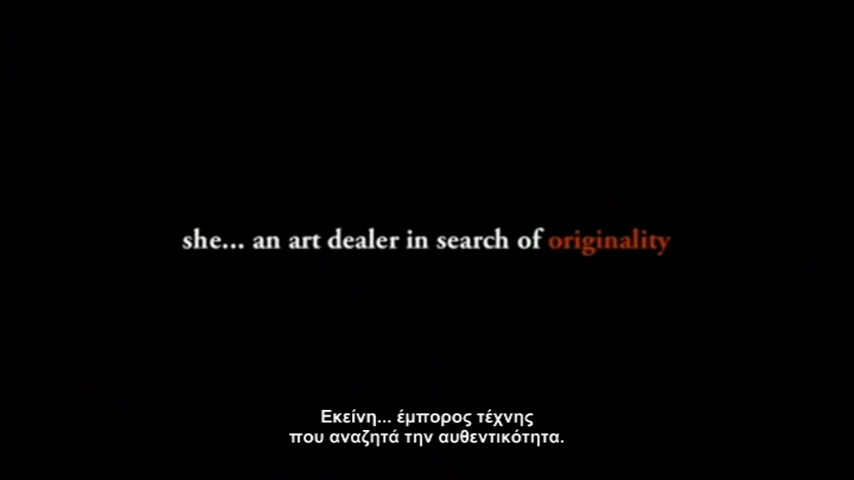 she... an art dealer in search of originality
Εκείνη... έμπορος τέχνης
που αναζητά την αυθεντικότητα.